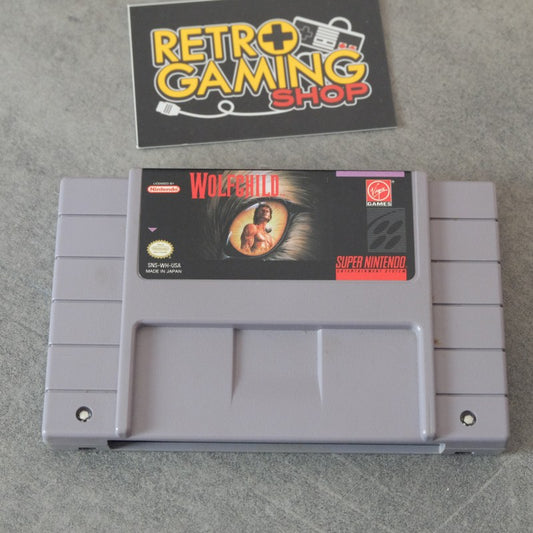 RETRO
GAMING
SHOP
LICENSED BY
Nintendo
WOLFCHILD
Virgin
GAMES
SNS-WH-USA
MADE IN JAPAN
SUPER NINTENDO
ENTERTAINMENT SYSTEM